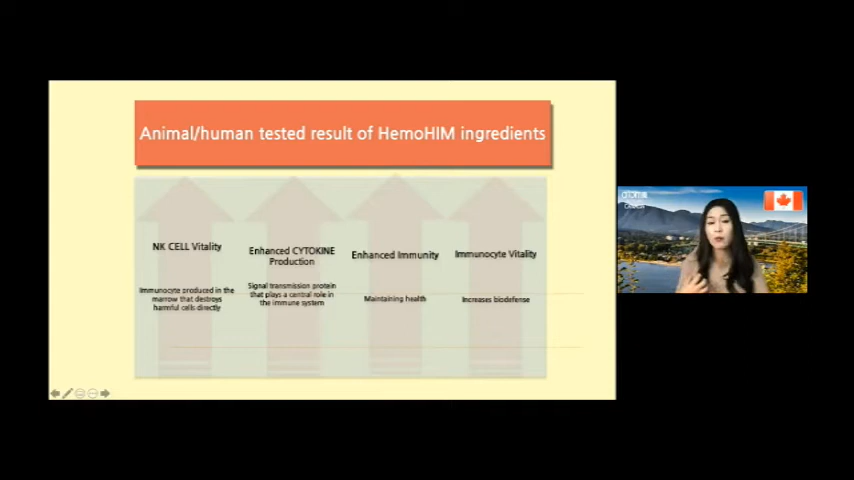 Animal/human tested result of HemoHIM ingredients
NK CELL Vitality
Immunocyte produced in the
marrow that destroys
harmful cells directly
Enhanced CYTOKINE
Production
Signal transmission protein
that plays a central role in
the immune system
Enhanced Immunity
Maintaining health
Immunocyte Vitality
Increases biodefense